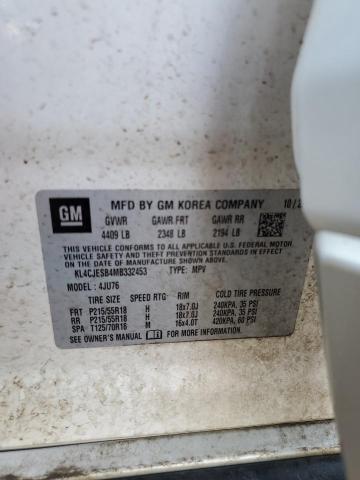 GM
MFD BY GM KOREA COMPANY 10/2
GVWR GAWR FRT GAWR RR
4409 LB 2348 LB 2194 LB
THIS VEHICLE CONFORMS TO ALL APPLICABLE U.S. FEDERAL MOTOR
VEHICLE SAFETY, BUMPER, AND THEFT PREVENTION STANDARDS IN
EFFECT ON THE DATE OF MANUFACTURE SHOWN ABOVE.
KL4CJESB4MB332453 TYPE: MPV
MODEL : 4JU76
TIRE SIZE SPEED RTG RIM COLD TIRE PRESSURE
FRT P215/55R18 H 18x7.0J 240KPA, 35 PSI
RR P215/55R18 H 18x7.0J 240KPA, 35 PSI
SPA T125/70R16 M 16x4.0T 420KPA, 60 PSI
SEE OWNER'S MANUAL FOR MORE INFORMATION